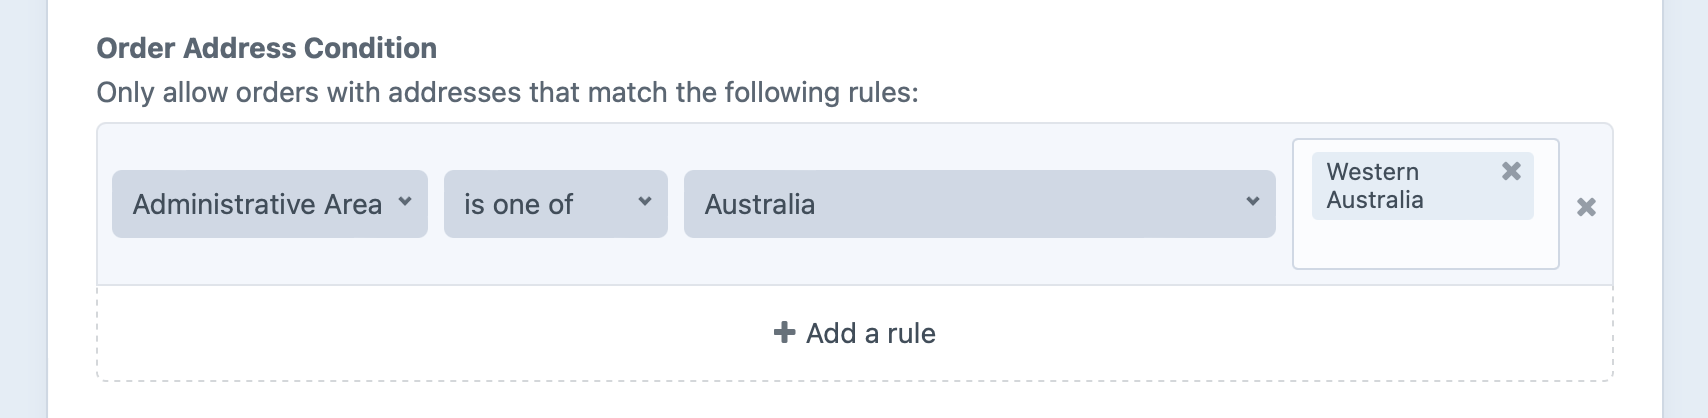 Order Address Condition
Only allow orders with addresses that match the following rules:
Administrative Area
is one of
Australia
Western
Australia
Add a rule